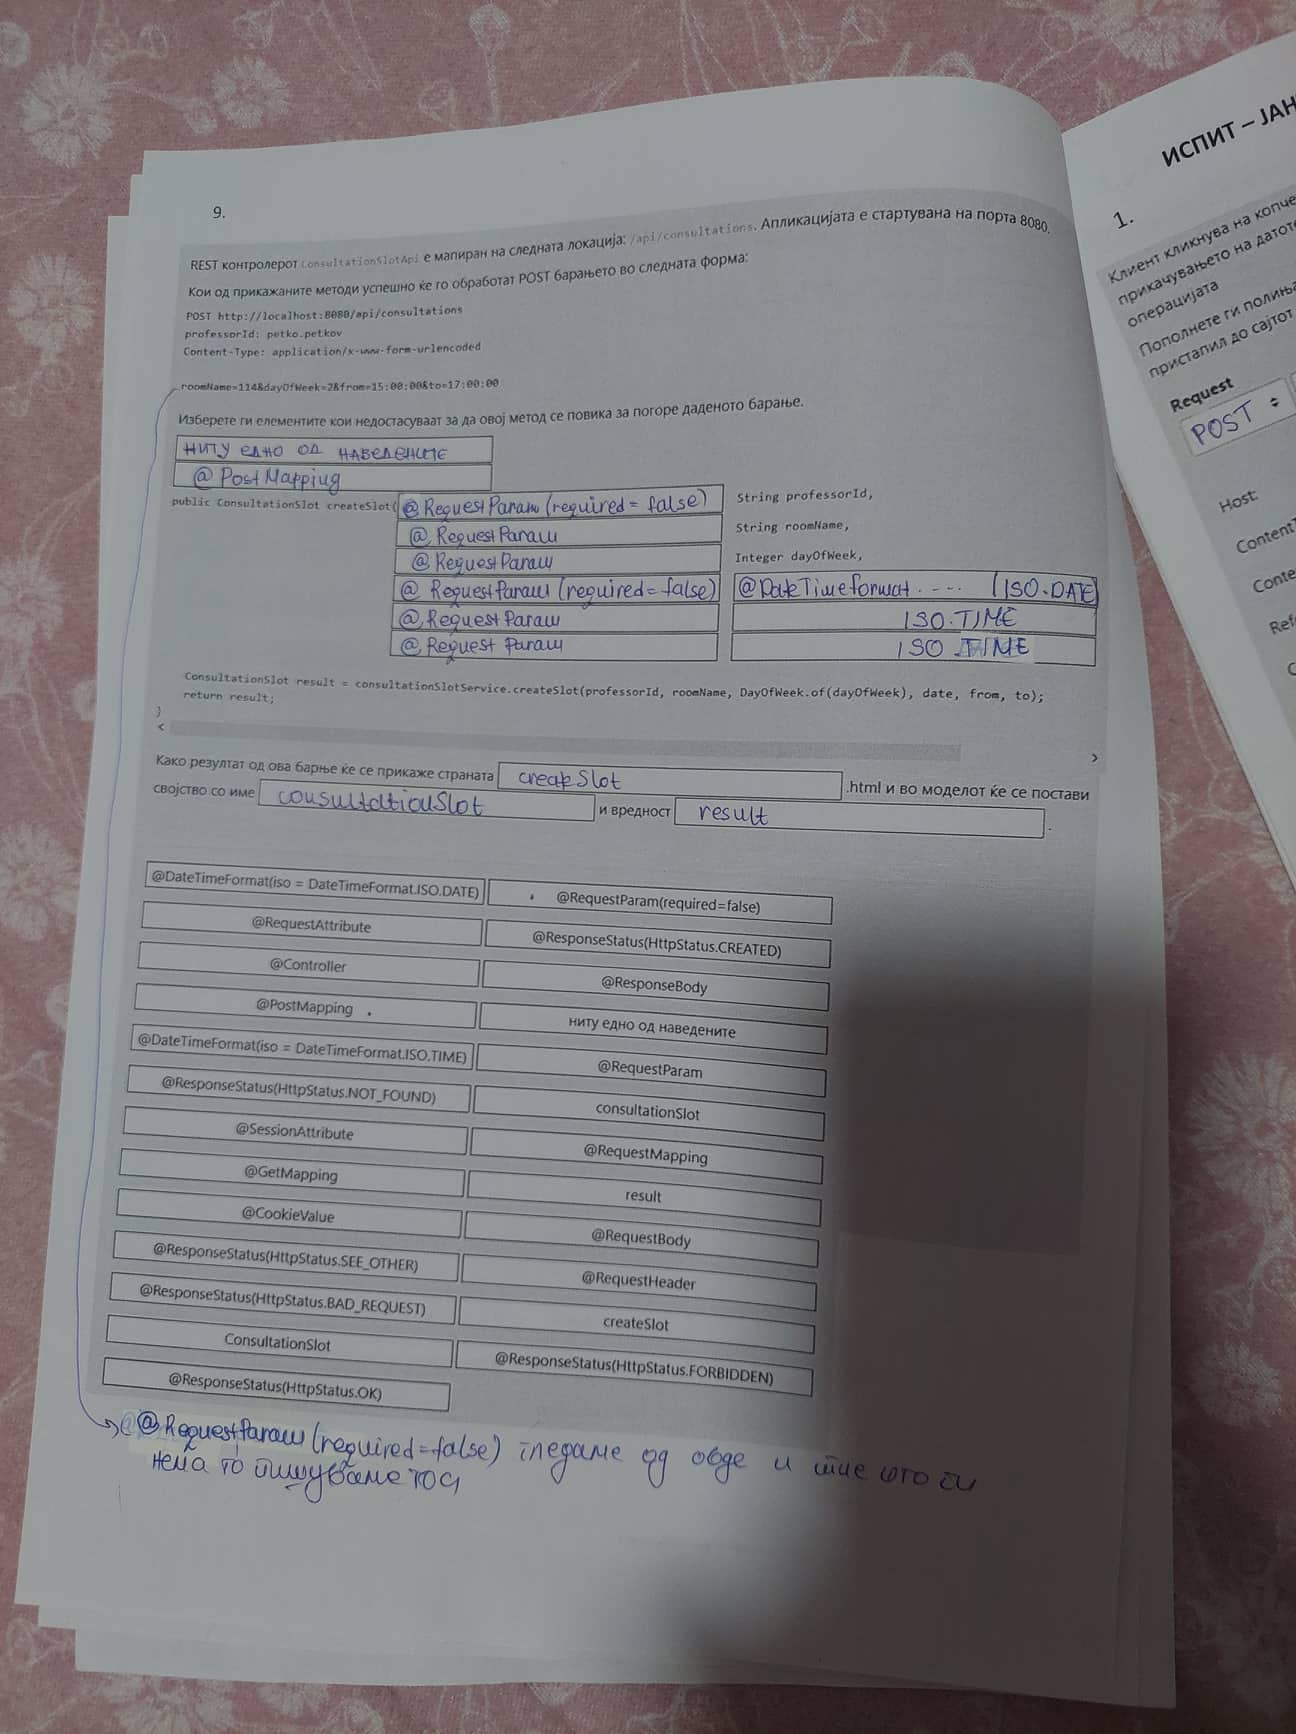 9.
REST контролерот ConsultationSlotApi е мапиран на следната локација: /api/consultations. Апликацијата е стартувана на порта 8080.
Кои од прикажаните методи успешно ќе го обработат POST барањето во следната форма:
POST http://localhost:8080/api/consultations
professorId: petko.petkov
Content-Type: application/x-www-form-urlencoded
roomName=114&dayOfWeek=2&from=15:00:00&to=17:00:00
Изберете ги елементите кои недостасуваат за да овој метод се повика за погоре даденото барање.
ниту едно од наведените
@PostMapping
public ConsultationSlot createSlot( @RequestParam (required = false) String professorId,
@RequestParam String roomName,
@RequestParam Integer dayOfWeek,
@RequestParam (required=false) @DateTimeformat. - -- (ISO.DATE)
@RequestParam ISO.TIME
@Request Param ISO.TIME
ConsultationSlot result = consultationSlotService.createSlot(professorId, roomName, DayOfWeek.of(dayOfWeek), date, from, to);
return result;
}
< >
Како резултат од ова барње ќе се прикаже страната createSlot .html и во моделот ќе се постави
својство со име consultationSlot и вредност result .
@DateTimeFormat(iso = DateTimeFormat.ISO.DATE) @RequestParam(required=false)
@RequestAttribute @ResponseStatus(HttpStatus.CREATED)
@Controller @ResponseBody
@PostMapping ниту едно од наведените
@DateTimeFormat(iso = DateTimeFormat.ISO.TIME) @RequestParam
@ResponseStatus(HttpStatus.NOT_FOUND) consultationSlot
@SessionAttribute @RequestMapping
@GetMapping result
@CookieValue @RequestBody
@ResponseStatus(HttpStatus.SEE_OTHER) @RequestHeader
@ResponseStatus(HttpStatus.BAD_REQUEST) createSlot
ConsultationSlot @ResponseStatus(HttpStatus.FORBIDDEN)
@ResponseStatus(HttpStatus.OK)
@RequestParam (required=false) гледаме од овде и тие што ги
нема го пишуваме тоа
ИСПИТ – ЈАН
1.
Клиент кликнува на копче
прикачувањето на датот
операцијата
Пополнете ги полиња
пристапил до сајтот
Request
POST
Host:
Content
Conte
Ref
C